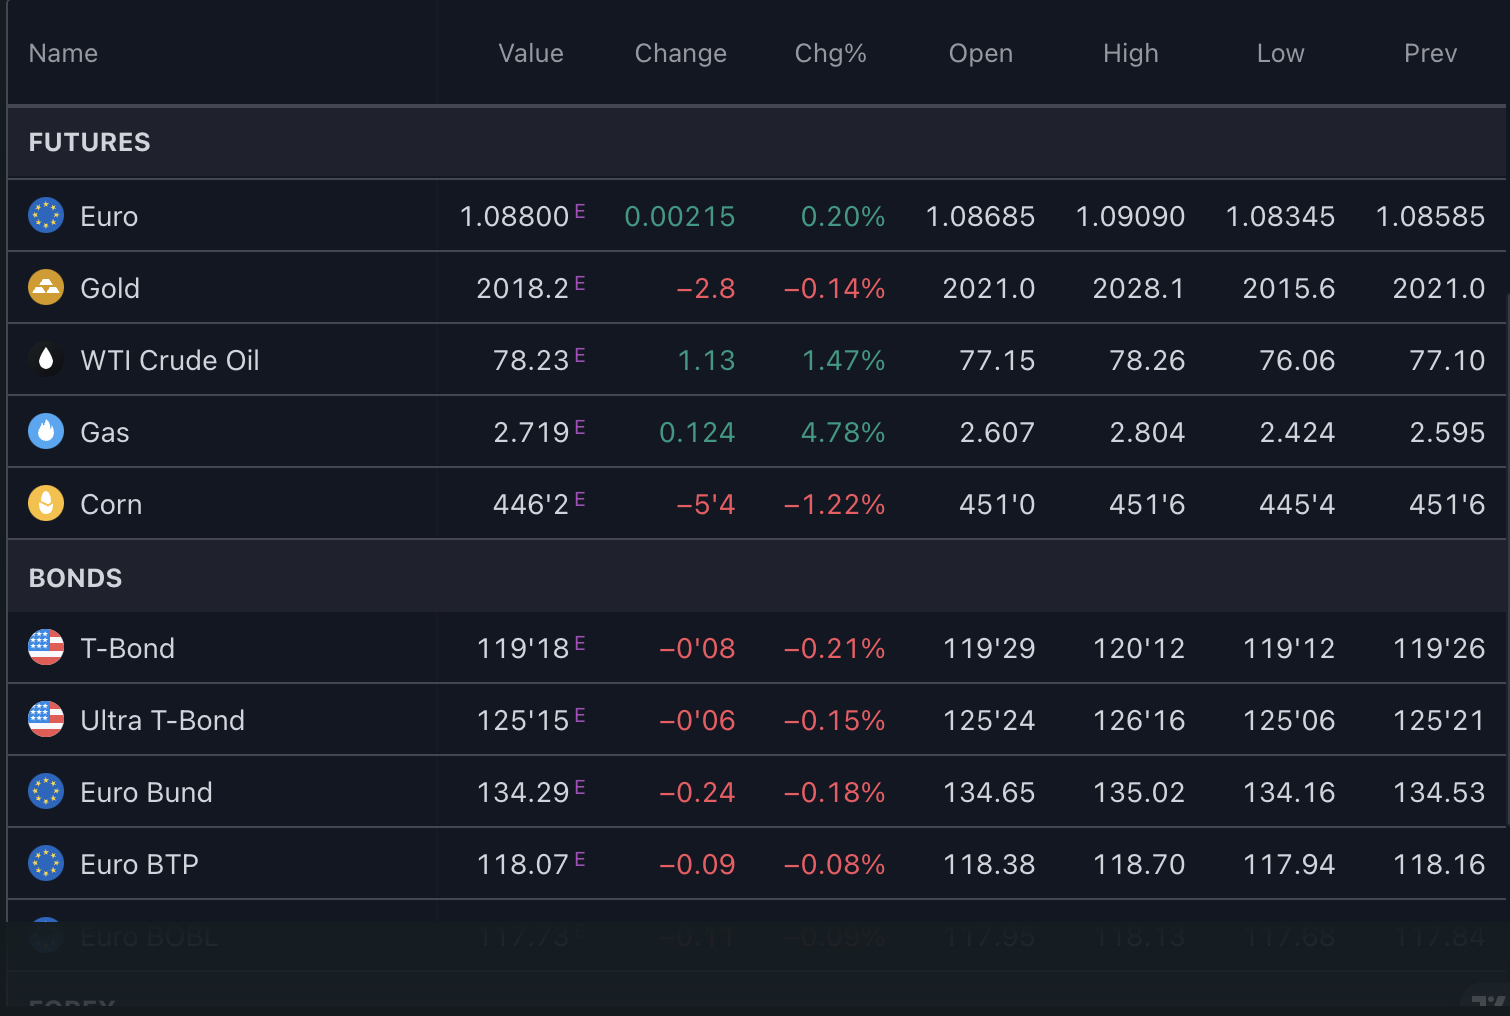 Name Value Change Chg% Open High Low Prev
FUTURES
Euro 1.08800 E 0.00215 0.20% 1.08685 1.09090 1.08345 1.08585
Gold 2018.2 E −2.8 −0.14% 2021.0 2028.1 2015.6 2021.0
WTI Crude Oil 78.23 E 1.13 1.47% 77.15 78.26 76.06 77.10
Gas 2.719 E 0.124 4.78% 2.607 2.804 2.424 2.595
Corn 446'2 E −5'4 −1.22% 451'0 451'6 445'4 451'6
BONDS
T-Bond 119'18 E −0'08 −0.21% 119'29 120'12 119'12 119'26
Ultra T-Bond 125'15 E −0'06 −0.15% 125'24 126'16 125'06 125'21
Euro Bund 134.29 E −0.24 −0.18% 134.65 135.02 134.16 134.53
Euro BTP 118.07 E −0.09 −0.08% 118.38 118.70 117.94 118.16
Euro BOBL 117.73 E −0.11 −0.09% 117.95 118.13 117.68 117.84
FOREX